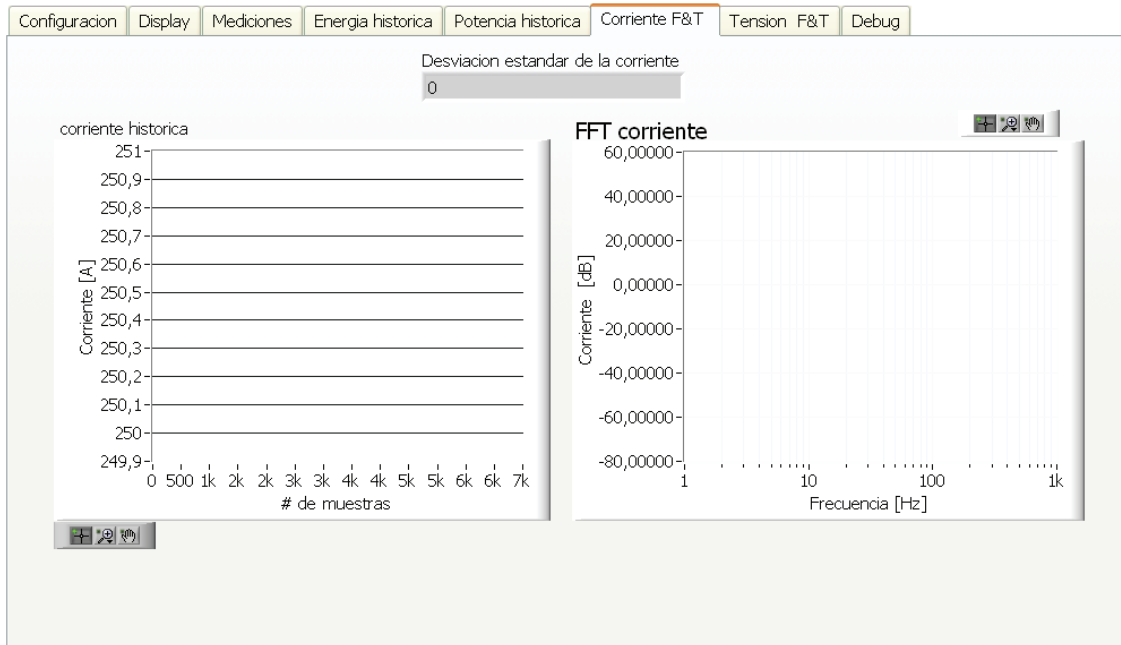 Configuracion Display Mediciones Energia historica Potencia historica Corriente F&T Tension F&T Debug
Desviacion estandar de la corriente
0
corriente historica
251
250,9
250,8
250,7
250,6
250,5
250,4
250,3
250,2
250,1
250
249,9
Corriente [A]
0 500 1k 2k 2k 3k 3k 4k 4k 5k 5k 6k 6k 7k
# de muestras
FFT corriente
60,00000
40,00000
20,00000
0,00000
-20,00000
-40,00000
-60,00000
-80,00000
Corriente [dB]
1 10 100 1k
Frecuencia [Hz]